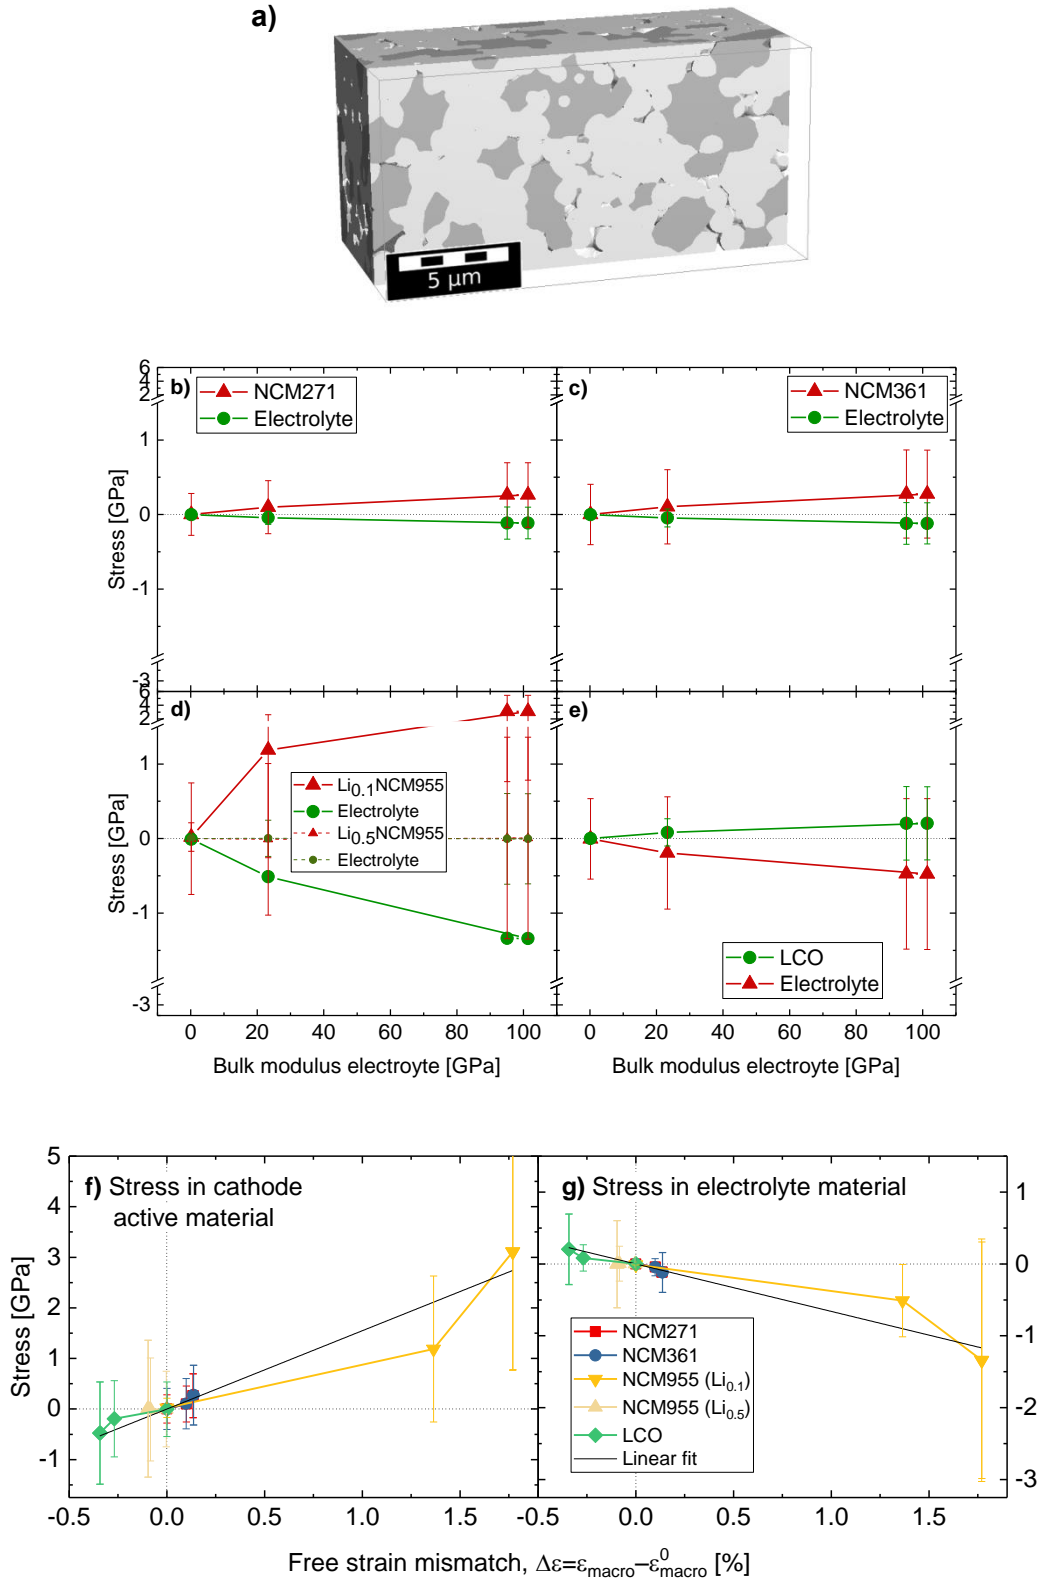 a)
5 µm
b)
NCM271
Electrolyte
c)
NCM361
Electrolyte
6
4
2
1
0
-1
-3
Stress [GPa]
d)
Li0.1NCM955
Electrolyte
Li0.5NCM955
Electrolyte
e)
LCO
Electrolyte
6
4
2
1
0
-1
-3
Stress [GPa]
0 20 40 60 80 100
0 20 40 60 80 100
Bulk modulus electroyte [GPa]
Bulk modulus electroyte [GPa]
f) Stress in cathode
active material
5
4
3
2
1
0
-1
Stress [GPa]
g) Stress in electrolyte material
NCM271
NCM361
NCM955 (Li0.1)
NCM955 (Li0.5)
LCO
Linear fit
1
0
-1
-2
-3
-0.5 0.0 0.5 1.0 1.5
-0.5 0.0 0.5 1.0 1.5
Free strain mismatch, Δε=εmacro−ε0macro [%]